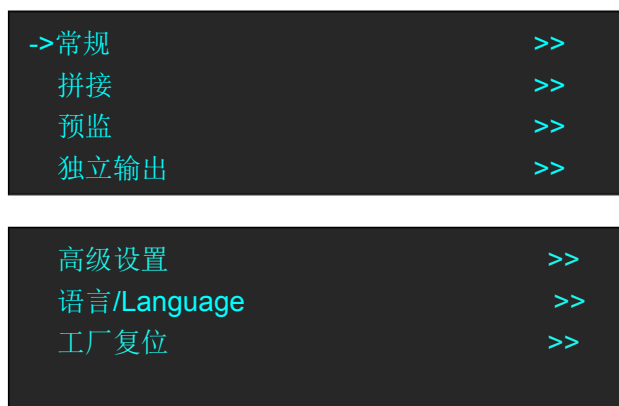 ->常规 >>
拼接 >>
预监 >>
独立输出 >>
高级设置 >>
语言/Language >>
工厂复位 >>